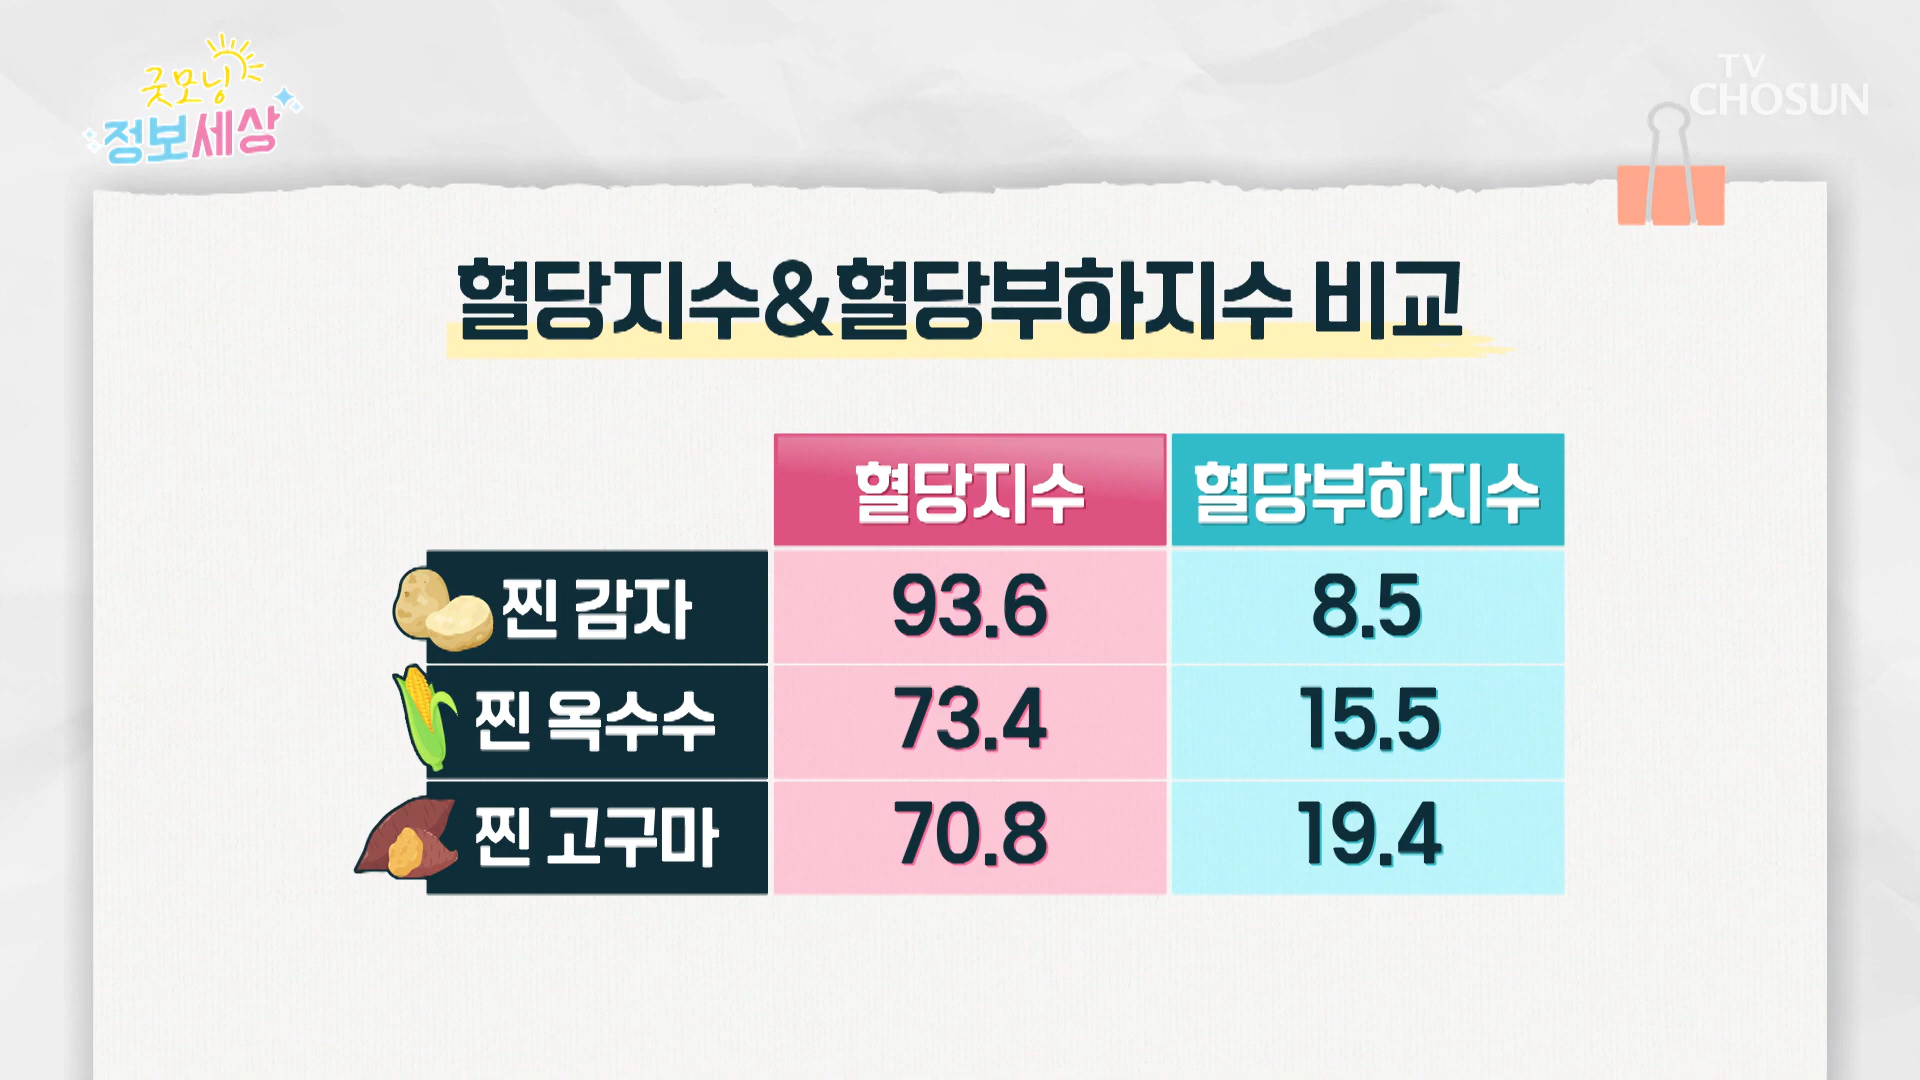 굿모닝
정보세상
TV
CHOSUN
혈당지수&혈당부하지수 비교
혈당지수 혈당부하지수
찐 감자 93.6 8.5
찐 옥수수 73.4 15.5
찐 고구마 70.8 19.4